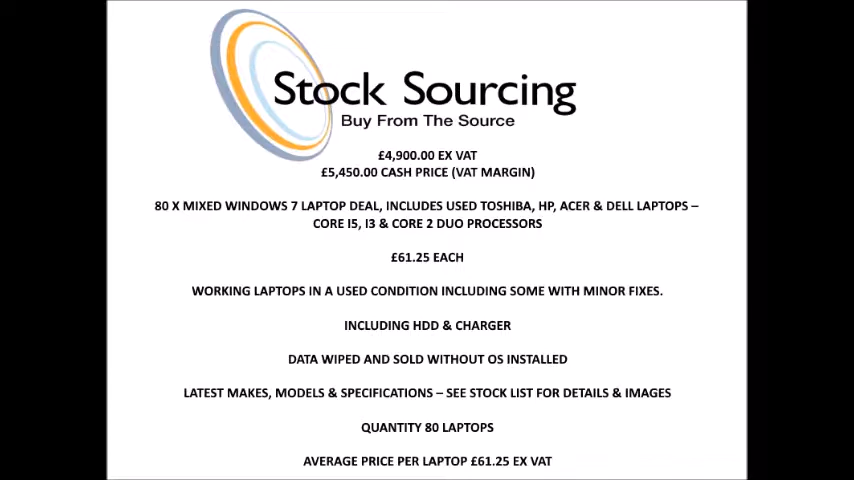 Stock Sourcing
Buy From The Source
£4,900.00 EX VAT
£5,450.00 CASH PRICE (VAT MARGIN)
80 X MIXED WINDOWS 7 LAPTOP DEAL, INCLUDES USED TOSHIBA, HP, ACER & DELL LAPTOPS –
CORE I5, I3 & CORE 2 DUO PROCESSORS
£61.25 EACH
WORKING LAPTOPS IN A USED CONDITION INCLUDING SOME WITH MINOR FIXES.
INCLUDING HDD & CHARGER
DATA WIPED AND SOLD WITHOUT OS INSTALLED
LATEST MAKES, MODELS & SPECIFICATIONS – SEE STOCK LIST FOR DETAILS & IMAGES
QUANTITY 80 LAPTOPS
AVERAGE PRICE PER LAPTOP £61.25 EX VAT